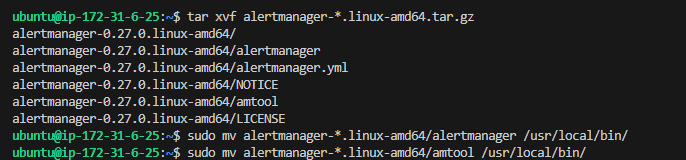 ubuntu@ip-172-31-6-25:~$ tar xvf alertmanager-*.linux-amd64.tar.gz
alertmanager-0.27.0.linux-amd64/
alertmanager-0.27.0.linux-amd64/alertmanager
alertmanager-0.27.0.linux-amd64/alertmanager.yml
alertmanager-0.27.0.linux-amd64/NOTICE
alertmanager-0.27.0.linux-amd64/amtool
alertmanager-0.27.0.linux-amd64/LICENSE
ubuntu@ip-172-31-6-25:~$ sudo mv alertmanager-*.linux-amd64/alertmanager /usr/local/bin/
ubuntu@ip-172-31-6-25:~$ sudo mv alertmanager-*.linux-amd64/amtool /usr/local/bin/